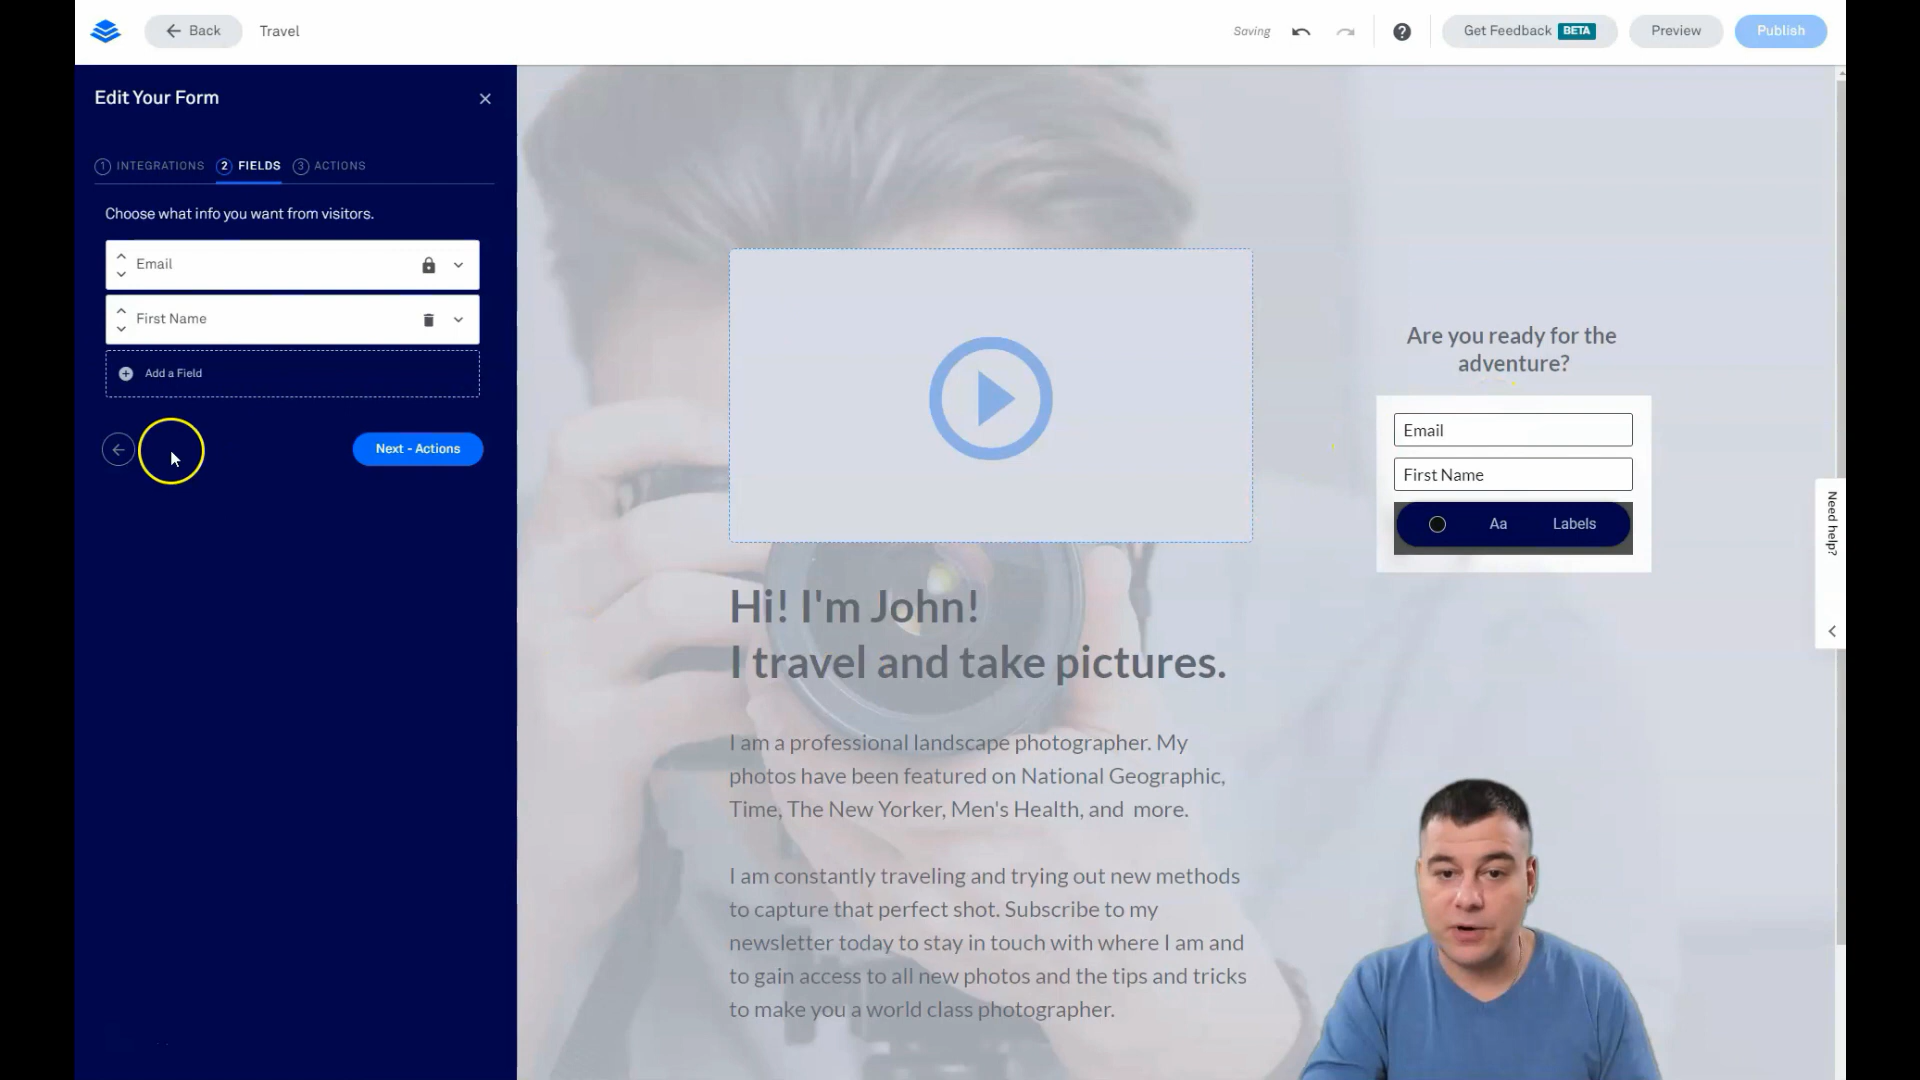 Back
Travel
Saving
Get Feedback BETA
Preview
Publish
Edit Your Form
1 INTEGRATIONS 2 FIELDS 3 ACTIONS
Choose what info you want from visitors.
Email
First Name
Add a Field
Next - Actions
Are you ready for the
adventure?
Email
First Name
Aa Labels
Need help?
Hi! I'm John!
I travel and take pictures.
I am a professional landscape photographer. My
photos have been featured on National Geographic,
Time, The New Yorker, Men's Health, and more.
I am constantly traveling and trying out new methods
to capture that perfect shot. Subscribe to my
newsletter today to stay in touch with where I am and
to gain access to all new photos and the tips and tricks
to make you a world class photographer.